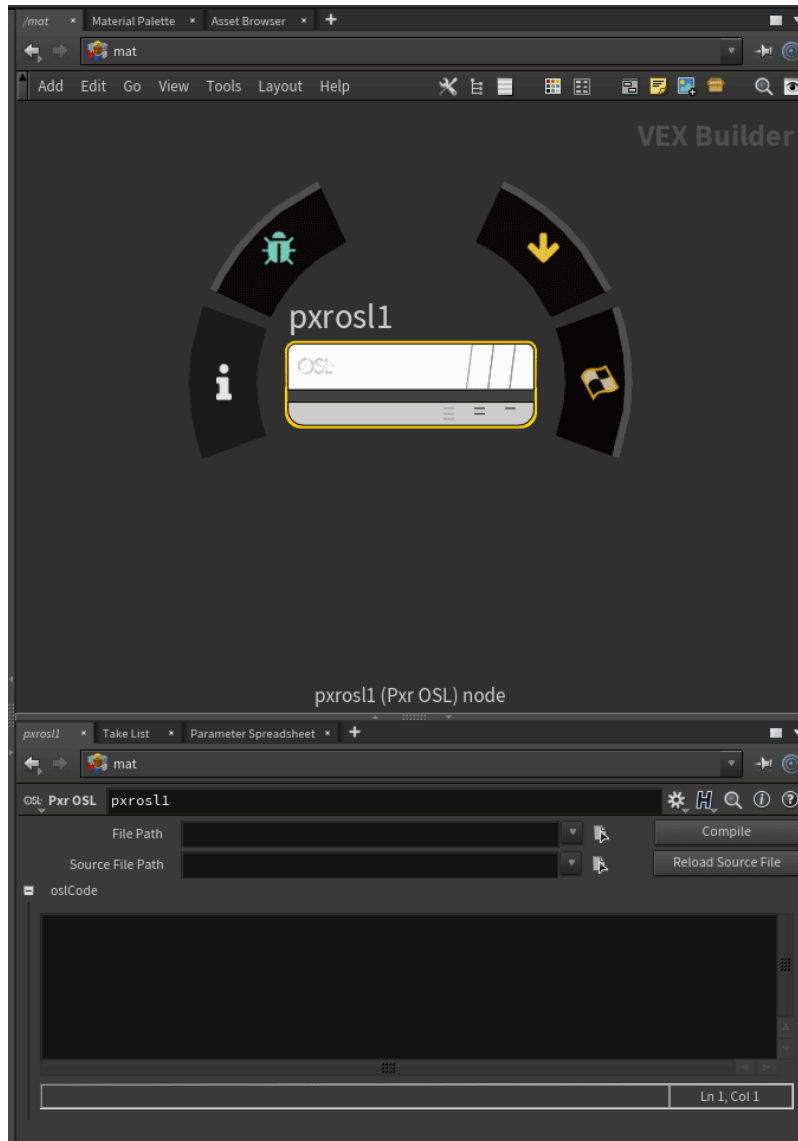 /mat Material Palette Asset Browser
mat
Add Edit Go View Tools Layout Help
VEX Builder
pxrosl1
OSL
pxrosl1 (Pxr OSL) node
pxrosl1 Take List Parameter Spreadsheet
mat
OSL Pxr OSL pxrosl1
File Path Compile
Source File Path Reload Source File
oslCode
Ln 1, Col 1